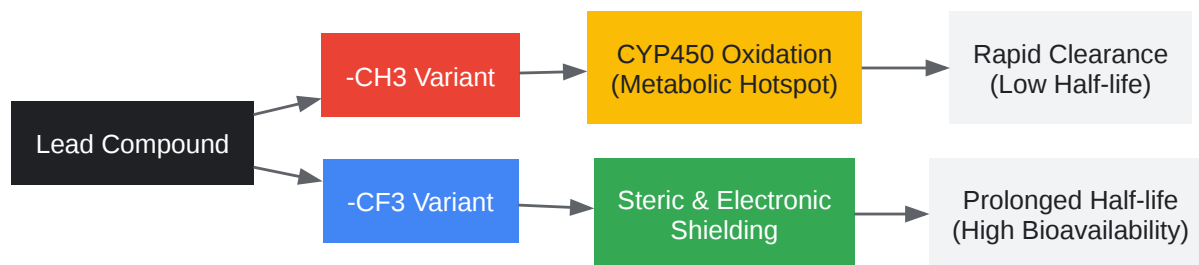 Lead Compound
-CH3 Variant
CYP450 Oxidation
(Metabolic Hotspot)
Rapid Clearance
(Low Half-life)
-CF3 Variant
Steric & Electronic
Shielding
Prolonged Half-life
(High Bioavailability)